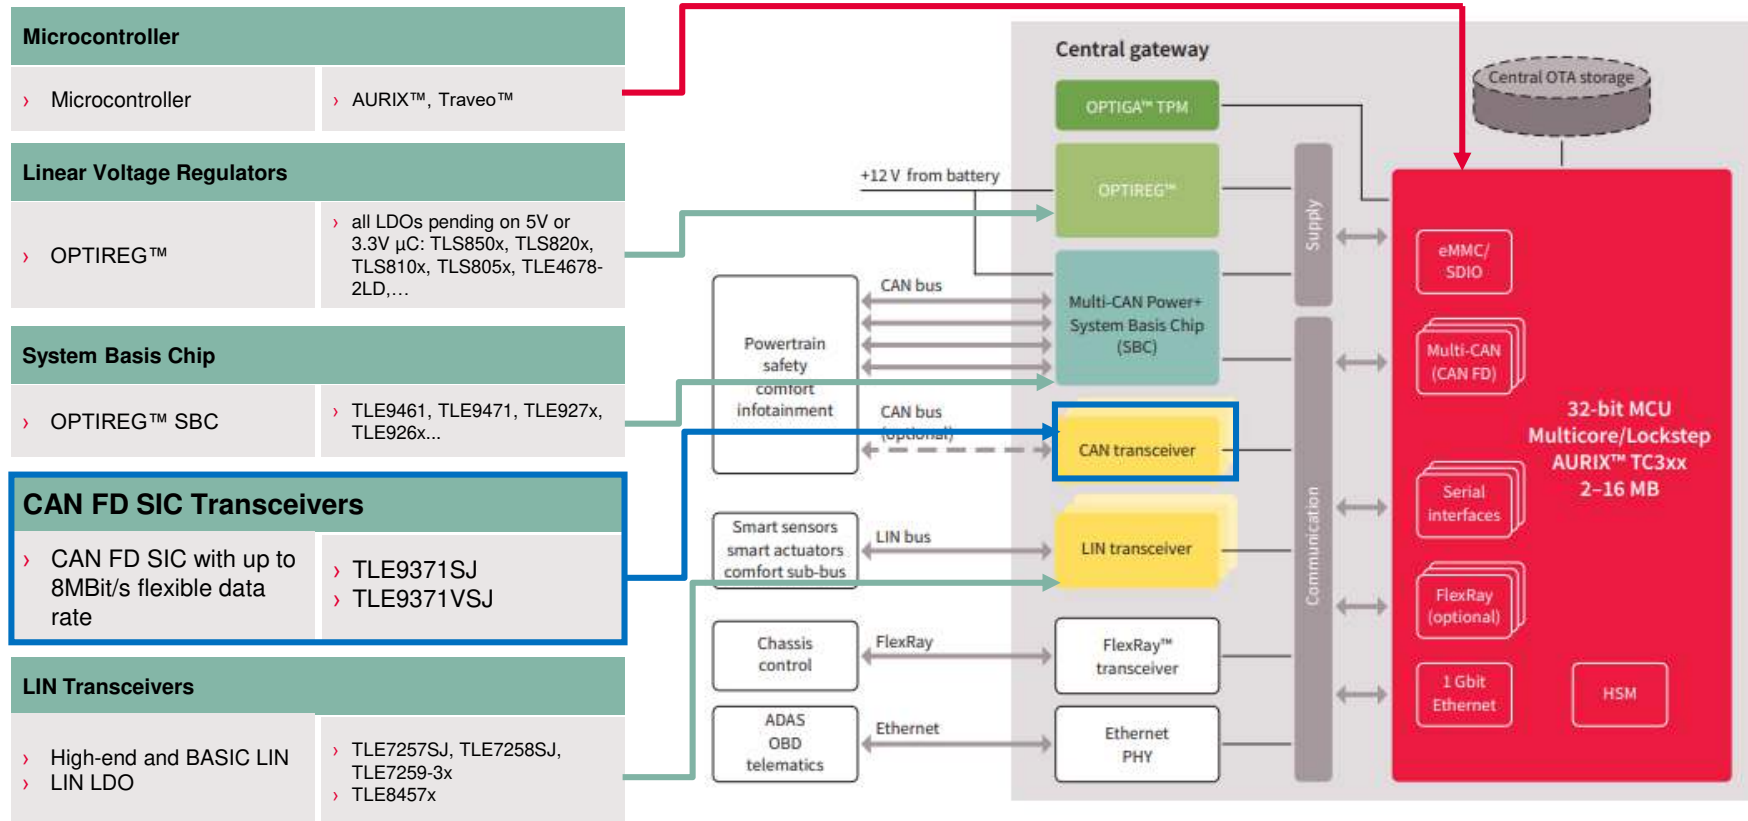 Microcontroller
› Microcontroller
› AURIX™, Traveo™
Linear Voltage Regulators
› OPTIREG™
› all LDOs pending on 5V or
3.3V µC: TLS850x, TLS820x,
TLS810x, TLS805x, TLE4678-
2LD,…
System Basis Chip
› OPTIREG™ SBC
› TLE9461, TLE9471, TLE927x,
TLE926x...
CAN FD SIC Transceivers
› CAN FD SIC with up to
8MBit/s flexible data
rate
› TLE9371SJ
› TLE9371VSJ
LIN Transceivers
› High-end and BASIC LIN
› LIN LDO
› TLE7257SJ, TLE7258SJ,
TLE7259-3x
› TLE8457x
Central gateway
Central OTA storage
OPTIGA™ TPM
+12 V from battery
OPTIREG™
Supply
eMMC/
SDIO
CAN bus
Multi-CAN Power+
System Basis Chip
(SBC)
Powertrain
safety
comfort
infotainment
Multi-CAN
(CAN FD)
CAN bus
(optional)
CAN transceiver
32-bit MCU
Multicore/Lockstep
AURIX™ TC3xx
2–16 MB
Serial
interfaces
Smart sensors
smart actuators
comfort sub-bus
LIN bus
LIN transceiver
Communication
FlexRay
(optional)
Chassis
control
FlexRay
FlexRay™
transceiver
1 Gbit
Ethernet
HSM
ADAS
OBD
telematics
Ethernet
Ethernet
PHY